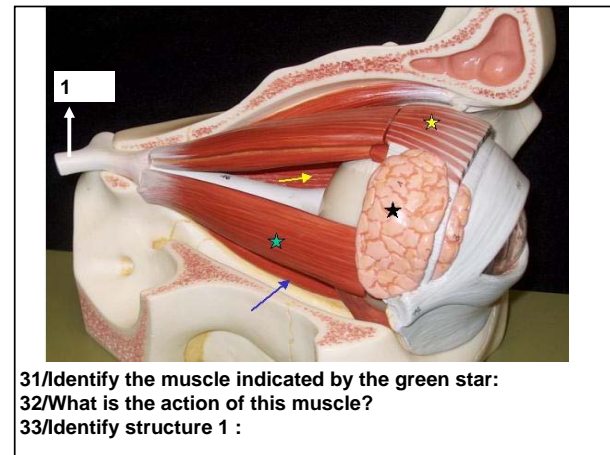 1
31/Identify the muscle indicated by the green star:
32/What is the action of this muscle?
33/Identify structure 1 :